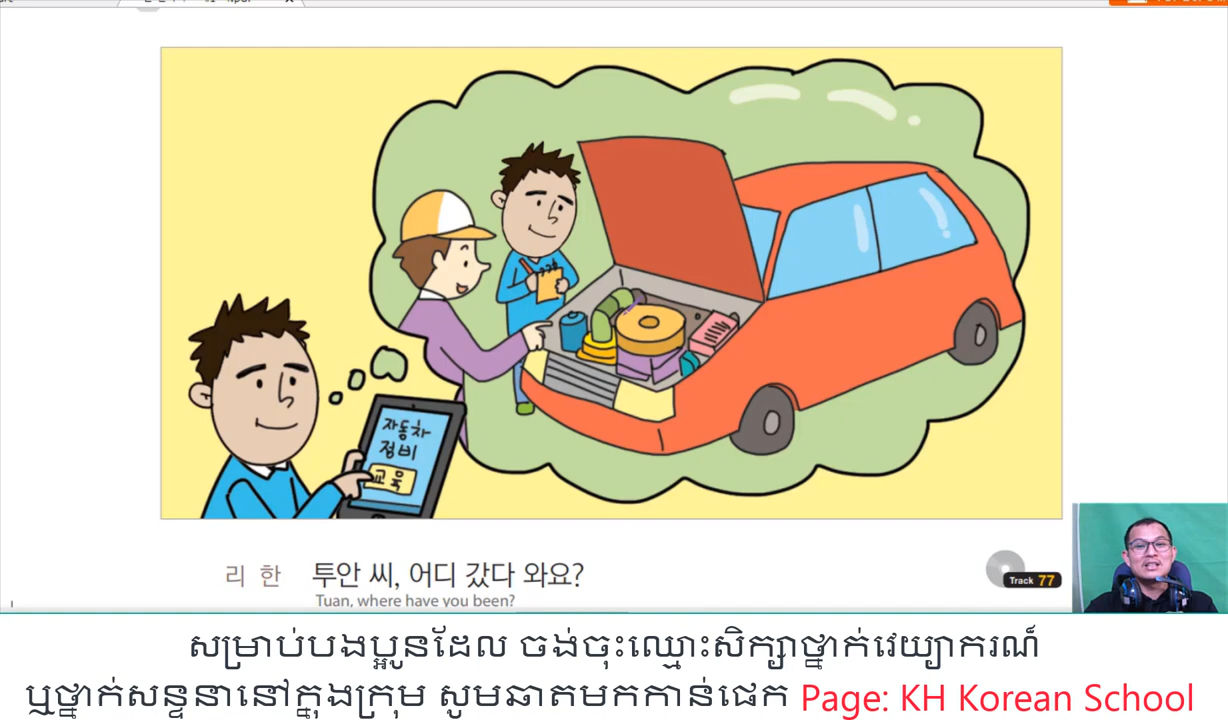 자동차
정비
교육
리 한 투안 씨, 어디 갔다 와요?
Tuan, where have you been?
Track 77
សម្រាប់បងប្អូនដែល ចង់ចុះឈ្មោះសិក្សាថ្នាក់វេយ្យាករណ៍
ឬថ្នាក់សន្ទនានៅក្នុងក្រុម សូមឆាតមកកាន់ផេក Page: KH Korean School